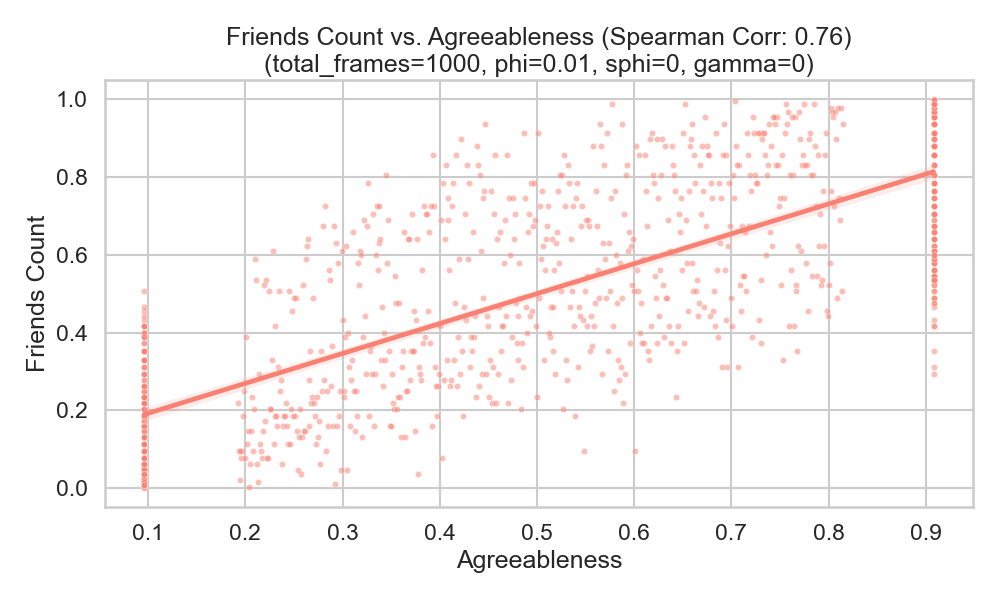 Friends Count vs. Agreeableness (Spearman Corr: 0.76)
(total_frames=1000, phi=0.01, sphi=0, gamma=0)
Friends Count
1.0
0.8
0.6
0.4
0.2
0.0
0.1 0.2 0.3 0.4 0.5 0.6 0.7 0.8 0.9
Agreeableness